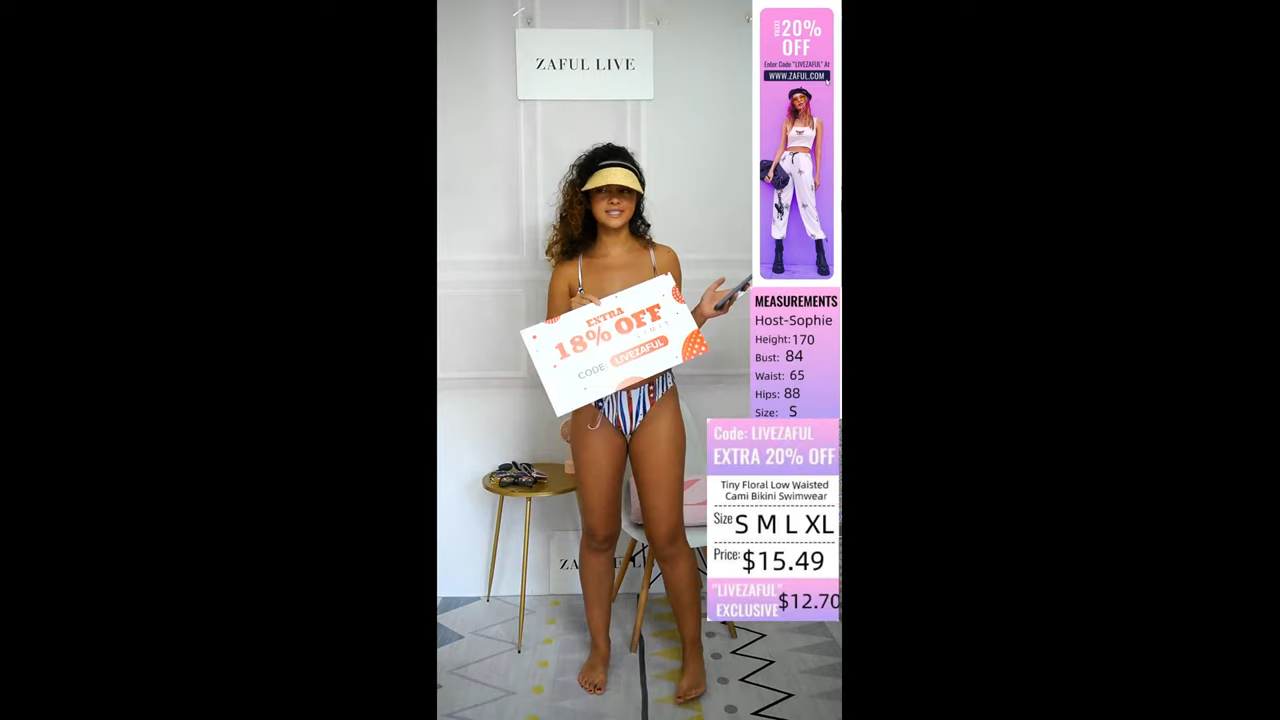 ZAFUL LIVE
EXTRA
20%
OFF
Enter Code "LIVEZAFUL" At
WWW.ZAFUL.COM
EXTRA
18% OFF
CODE: LIVEZAFUL
MEASUREMENTS
Host-Sophie
Height: 170
Bust: 84
Waist: 65
Hips: 88
Size: S
Code: LIVEZAFUL
EXTRA 20% OFF
Tiny Floral Low Waisted
Cami Bikini Swimwear
Size S M L XL
Price: $15.49
"LIVEZAFUL"
EXCLUSIVE $12.70